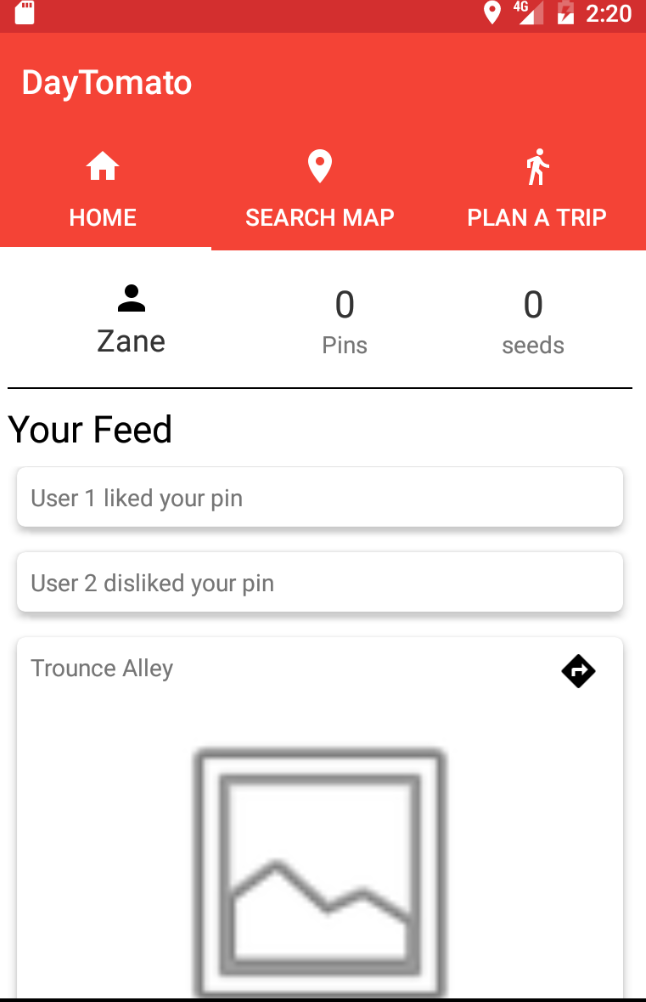 4G 2:20
DayTomato
HOME SEARCH MAP PLAN A TRIP
Zane
0
Pins
0
seeds
Your Feed
User 1 liked your pin
User 2 disliked your pin
Trounce Alley